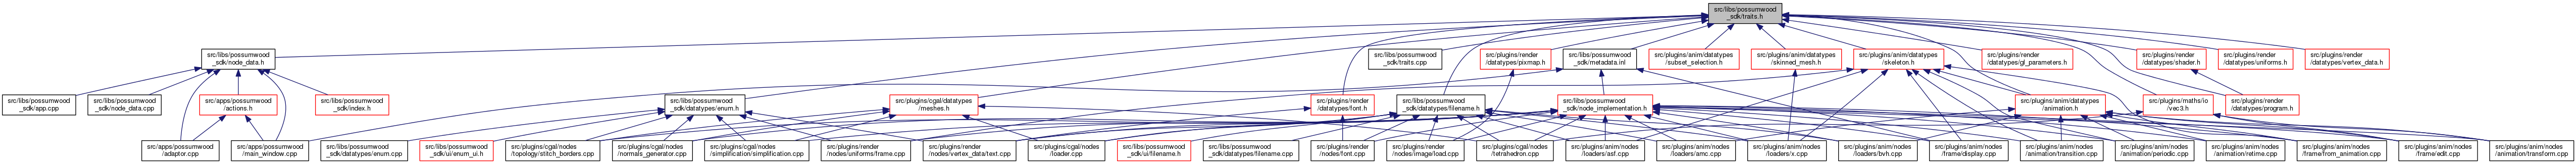 src/libs/possumwood
_sdk/traits.h
src/libs/possumwood
_sdk/node_data.h
src/libs/possumwood
_sdk/traits.cpp
src/plugins/render
/datatypes/pixmap.h
src/libs/possumwood
_sdk/metadata.inl
src/plugins/anim/datatypes
/subset_selection.h
src/plugins/anim/datatypes
/skinned_mesh.h
src/plugins/anim/datatypes
/skeleton.h
src/plugins/render
/datatypes/gl_parameters.h
src/plugins/render
/datatypes/shader.h
src/plugins/render
/datatypes/uniforms.h
src/plugins/render
/datatypes/vertex_data.h
src/libs/possumwood
_sdk/app.cpp
src/libs/possumwood
_sdk/node_data.cpp
src/apps/possumwood
/actions.h
src/libs/possumwood
_sdk/index.h
src/libs/possumwood
_sdk/datatypes/enum.h
src/plugins/cgal/datatypes
/meshes.h
src/plugins/render
/datatypes/font.h
src/libs/possumwood
_sdk/datatypes/filename.h
src/libs/possumwood
_sdk/node_implementation.h
src/plugins/anim/datatypes
/animation.h
src/plugins/maths/io
/vec3.h
src/plugins/render
/datatypes/program.h
src/apps/possumwood
/adaptor.cpp
src/apps/possumwood
/main_window.cpp
src/libs/possumwood
_sdk/datatypes/enum.cpp
src/libs/possumwood
_sdk/ui/enum_ui.h
src/plugins/cgal/nodes
/topology/stitch_borders.cpp
src/plugins/cgal/nodes
/normals_generator.cpp
src/plugins/cgal/nodes
/simplification/simplification.cpp
src/plugins/render
/nodes/uniforms/frame.cpp
src/plugins/render
/nodes/vertex_data/text.cpp
src/plugins/cgal/nodes
/loader.cpp
src/libs/possumwood
_sdk/ui/filename.h
src/libs/possumwood
_sdk/datatypes/filename.cpp
src/plugins/render
/nodes/font.cpp
src/plugins/render
/nodes/image/load.cpp
src/plugins/cgal/nodes
/tetrahedron.cpp
src/plugins/anim/nodes
/loaders/asf.cpp
src/plugins/anim/nodes
/loaders/amc.cpp
src/plugins/anim/nodes
/loaders/x.cpp
src/plugins/anim/nodes
/loaders/bvh.cpp
src/plugins/anim/nodes
/frame/display.cpp
src/plugins/anim/nodes
/animation/transition.cpp
src/plugins/anim/nodes
/animation/periodic.cpp
src/plugins/anim/nodes
/animation/retime.cpp
src/plugins/anim/nodes
/frame/from_animation.cpp
src/plugins/anim/nodes
/frame/edit.cpp
src/plugins/anim/nodes
/animation/transform.cpp